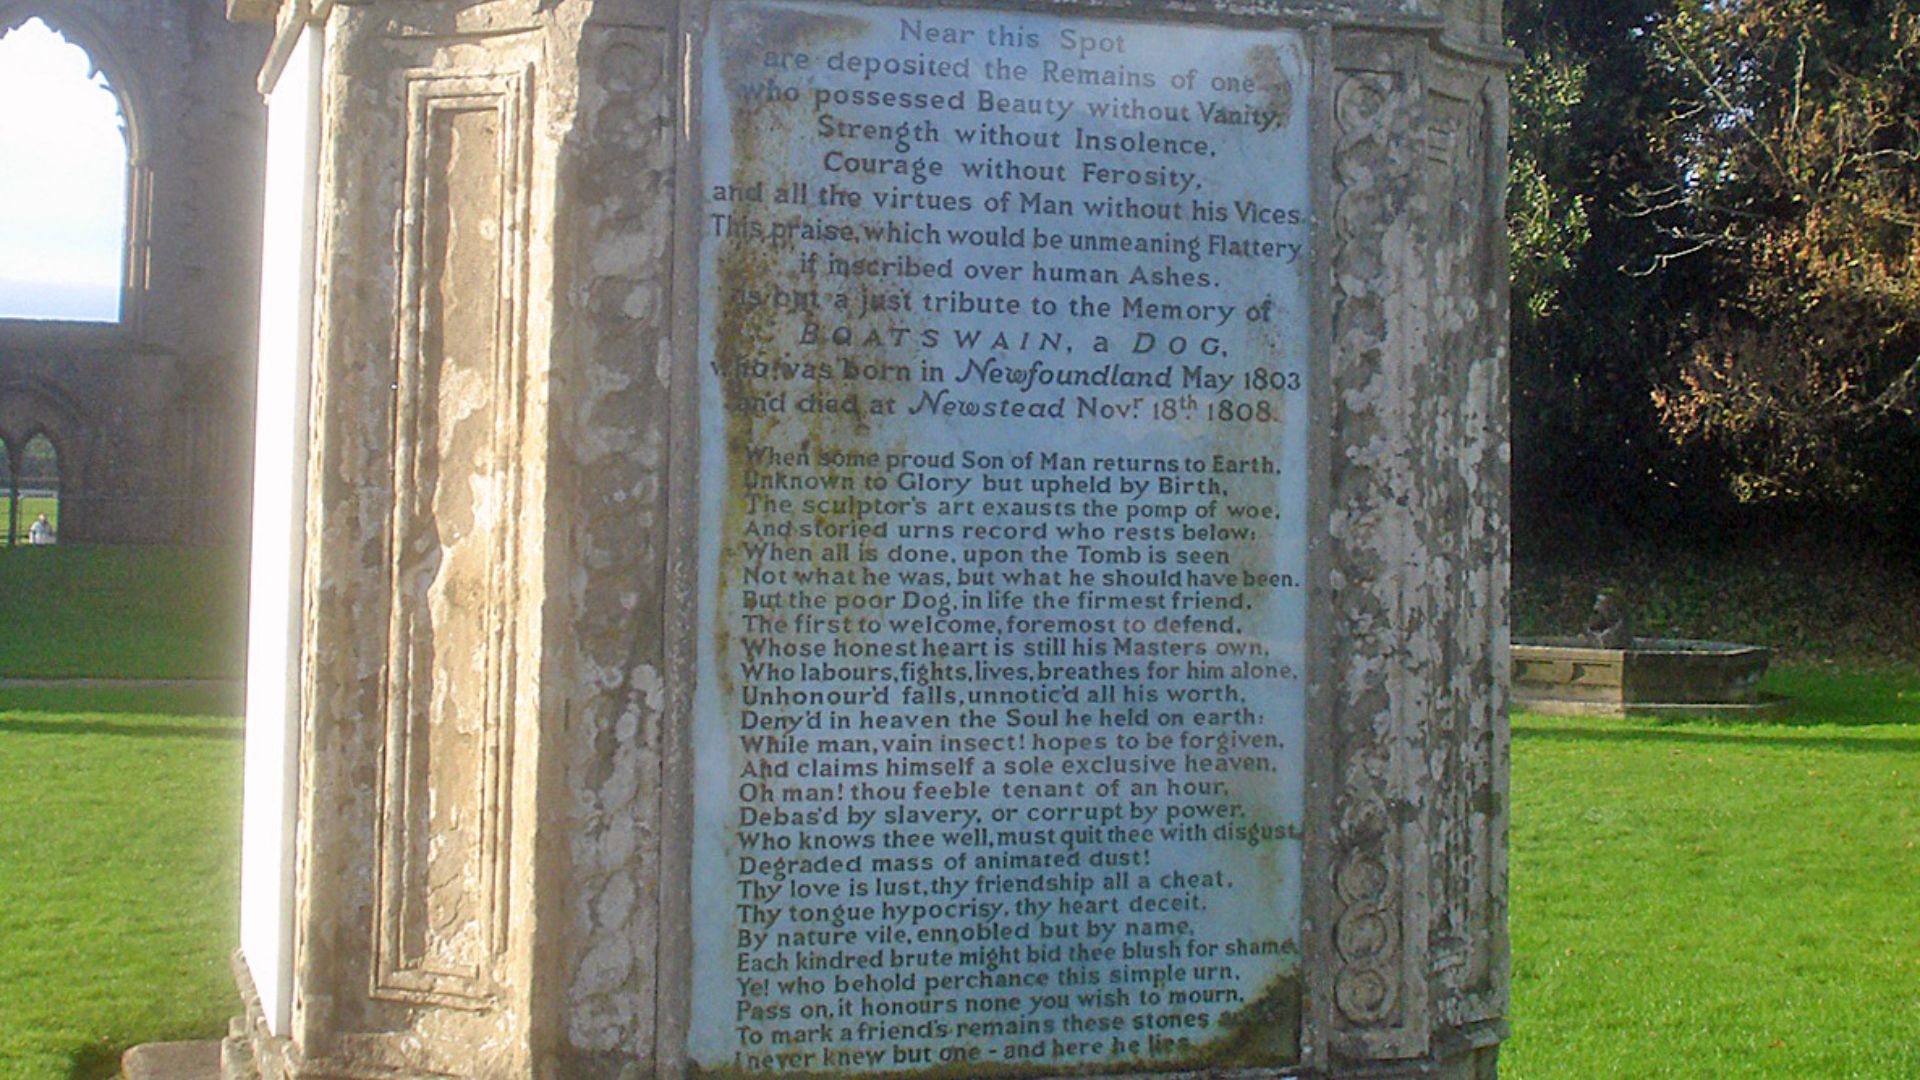 Near this Spot
are deposited the Remains of one
who possessed Beauty without Vanity,
Strength without Insolence,
Courage without Ferosity,
and all the virtues of Man without his Vices.
This praise, which would be unmeaning Flattery
if inscribed over human Ashes,
is but a just tribute to the Memory of
BOATSWAIN, a DOG,
who was born in Newfoundland May 1803
and died at Newstead Novr. 18th 1808.
When some proud Son of Man returns to Earth,
Unknown to Glory but upheld by Birth,
The sculptor's art exausts the pomp of woe,
And storied urns record who rests below:
When all is done, upon the Tomb is seen
Not what he was, but what he should have been.
But the poor Dog, in life the firmest friend,
The first to welcome, foremost to defend,
Whose honest heart is still his Masters own,
Who labours, fights, lives, breathes for him alone,
Unhonour'd falls, unnotic'd all his worth,
Deny'd in heaven the Soul he held on earth:
While man, vain insect! hopes to be forgiven,
And claims himself a sole exclusive heaven.
Oh man! thou feeble tenant of an hour,
Debas'd by slavery, or corrupt by power,
Who knows thee well, must quit thee with disgust,
Degraded mass of animated dust!
Thy love is lust, thy friendship all a cheat,
Thy tongue hypocrisy, thy heart deceit,
By nature vile, ennobled but by name,
Each kindred brute might bid thee blush for shame,
Ye! who behold perchance this simple urn,
Pass on, it honours none you wish to mourn,
To mark a friend's remains these stones
I never knew but one - and here he lies